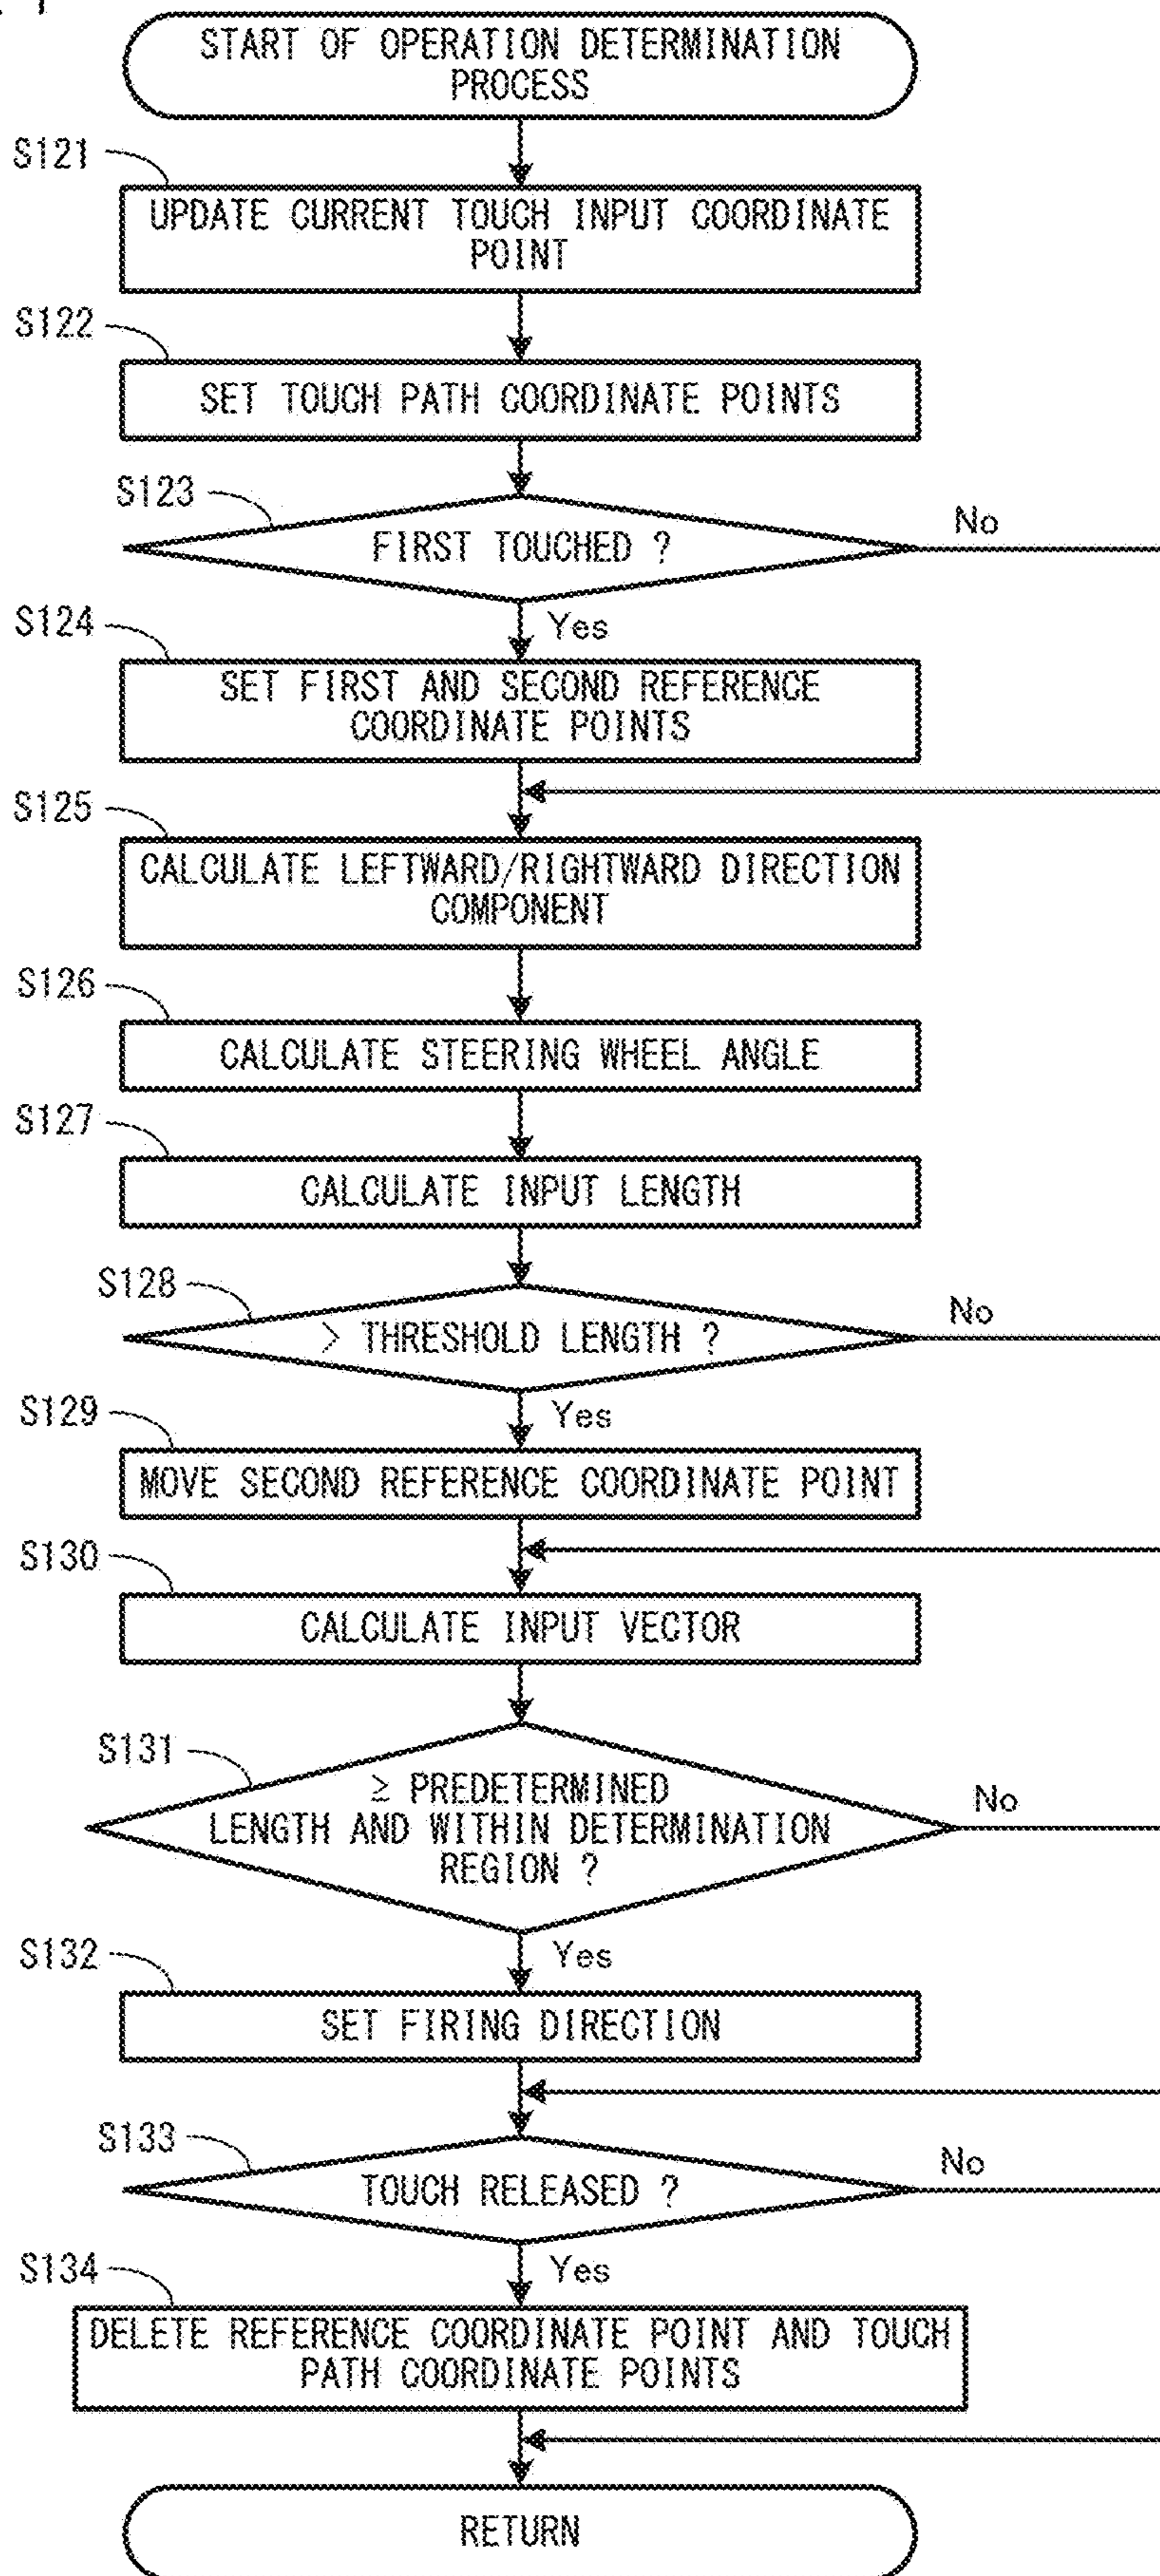 START OF OPERATION DETERMINATION
PROCESS
S121
UPDATE CURRENT TOUCH INPUT COORDINATE
POINT
S122
SET TOUCH PATH COORDINATE POINTS
S123
FIRST TOUCHED ?
No
Yes
S124
SET FIRST AND SECOND REFERENCE
COORDINATE POINTS
S125
CALCULATE LEFTWARD/RIGHTWARD DIRECTION
COMPONENT
S126
CALCULATE STEERING WHEEL ANGLE
S127
CALCULATE INPUT LENGTH
S128
> THRESHOLD LENGTH ?
No
Yes
S129
MOVE SECOND REFERENCE COORDINATE POINT
S130
CALCULATE INPUT VECTOR
S131
≥ PREDETERMINED
LENGTH AND WITHIN DETERMINATION
REGION ?
No
Yes
S132
SET FIRING DIRECTION
S133
TOUCH RELEASED ?
No
Yes
S134
DELETE REFERENCE COORDINATE POINT AND TOUCH
PATH COORDINATE POINTS
RETURN